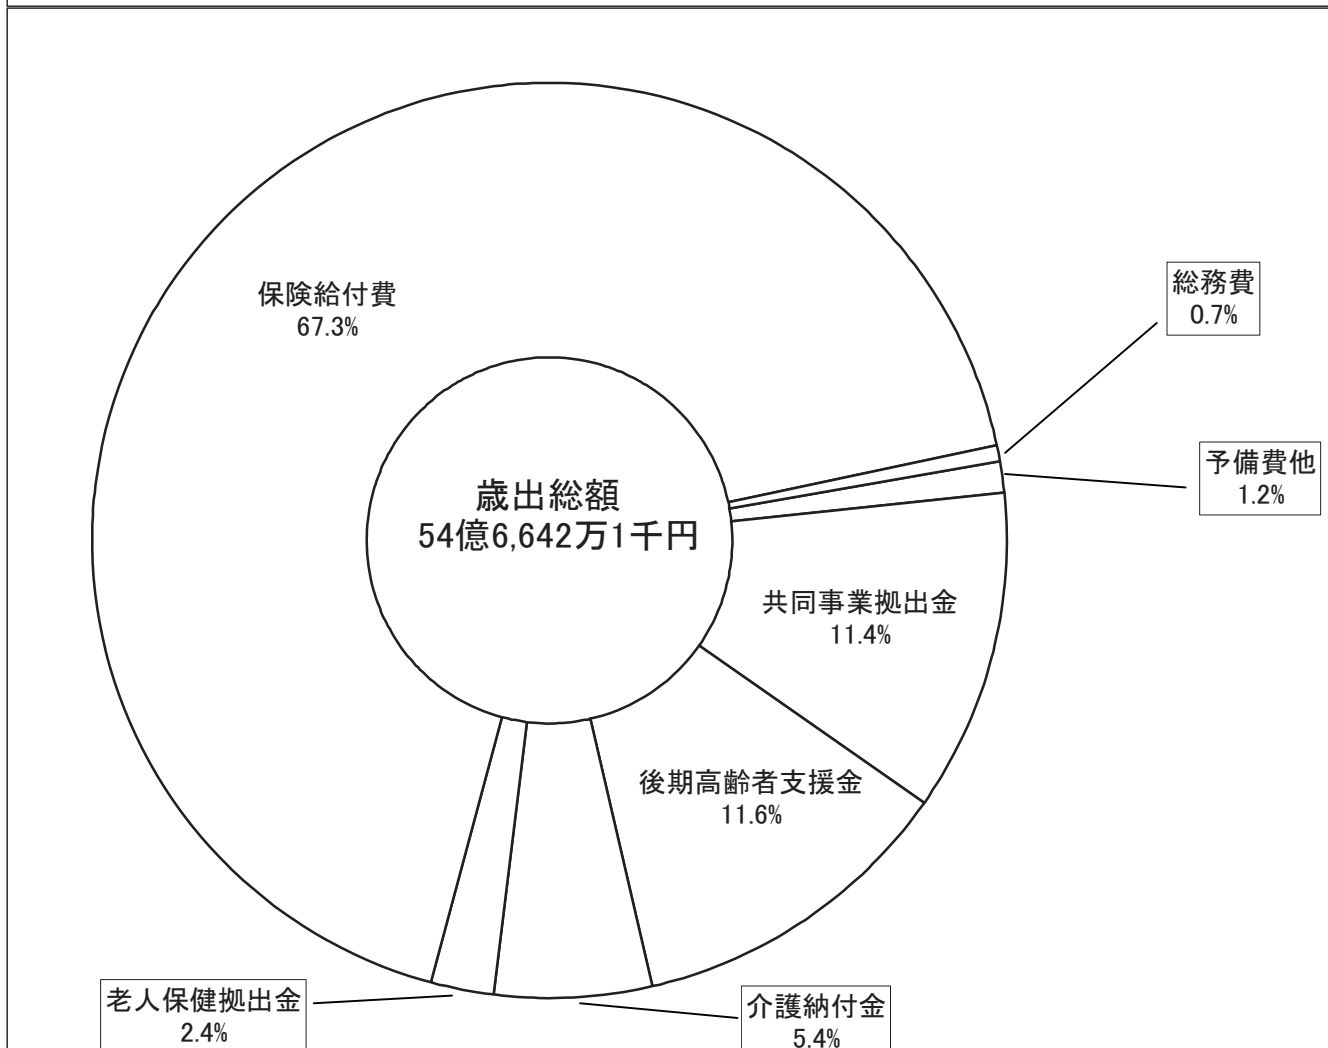 保険給付費
67.3%
総務費
0.7%
予備費他
1.2%
歳出総額
54億6,642万1千円
共同事業拠出金
11.4%
後期高齢者支援金
11.6%
老人保健拠出金
2.4%
介護納付金
5.4%